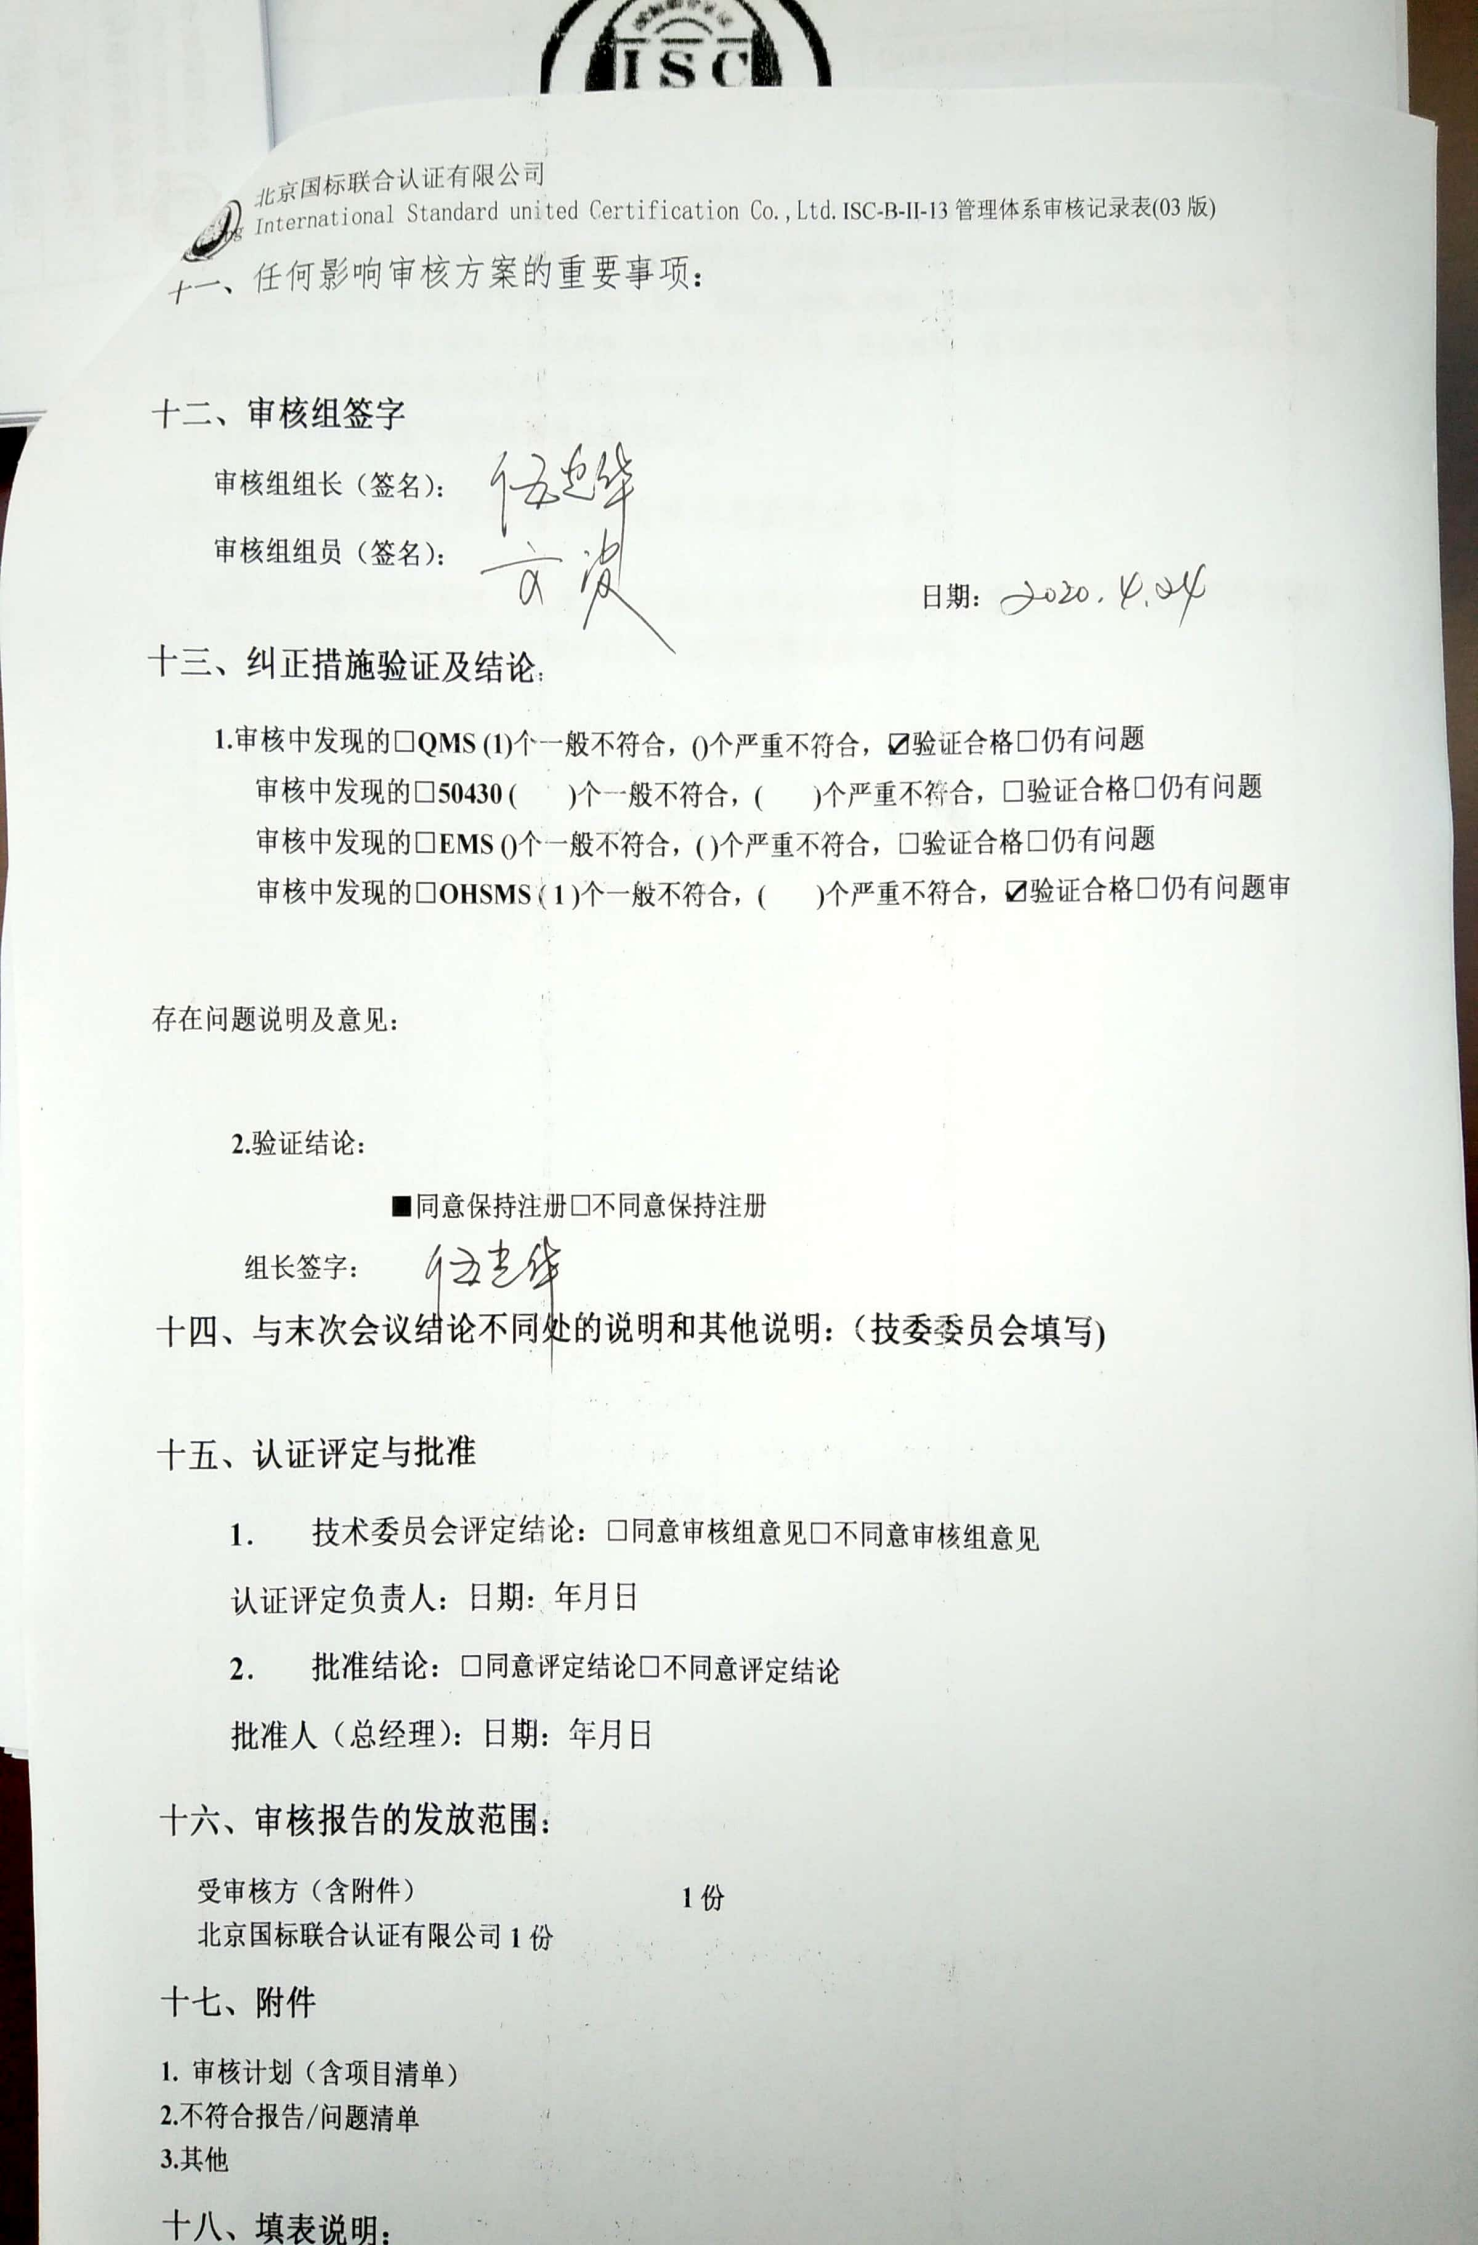 ISC
北京国标联合认证有限公司
International Standard united Certification Co.,Ltd. ISC-B-II-13 管理体系审核记录表(03 版)
十一、任何影响审核方案的重要事项：
十二、审核组签字
审核组组长（签名）： 伍光华
审核组组员（签名）： 文波
日期： 2020.4.24
十三、纠正措施验证及结论：
1.审核中发现的□QMS (1)个一般不符合，()个严重不符合，☑验证合格□仍有问题
审核中发现的□50430 ( )个一般不符合，( )个严重不符合，□验证合格□仍有问题
审核中发现的□EMS ()个一般不符合，( )个严重不符合，□验证合格□仍有问题
审核中发现的□OHSMS ( 1 )个一般不符合，( )个严重不符合，☑验证合格□仍有问题审
存在问题说明及意见：
2.验证结论：
■同意保持注册□不同意保持注册
组长签字： 伍光华
十四、与末次会议结论不同处的说明和其他说明：（技委委员会填写)
十五、认证评定与批准
1. 技术委员会评定结论：□同意审核组意见□不同意审核组意见
认证评定负责人：日期：年月日
2. 批准结论：□同意评定结论□不同意评定结论
批准人（总经理）：日期：年月日
十六、审核报告的发放范围：
受审核方（含附件） 1 份
北京国标联合认证有限公司 1 份
十七、附件
1. 审核计划（含项目清单）
2.不符合报告/问题清单
3.其他
十八、填表说明：